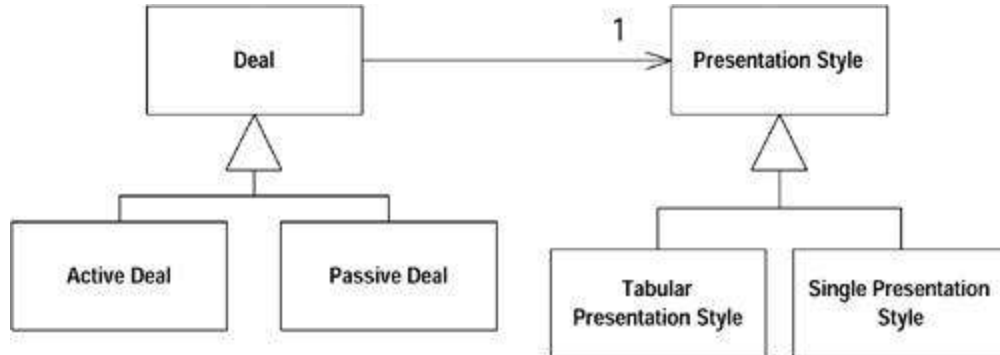 Deal
1
Presentation Style
Active Deal
Passive Deal
Tabular
Presentation Style
Single Presentation
Style